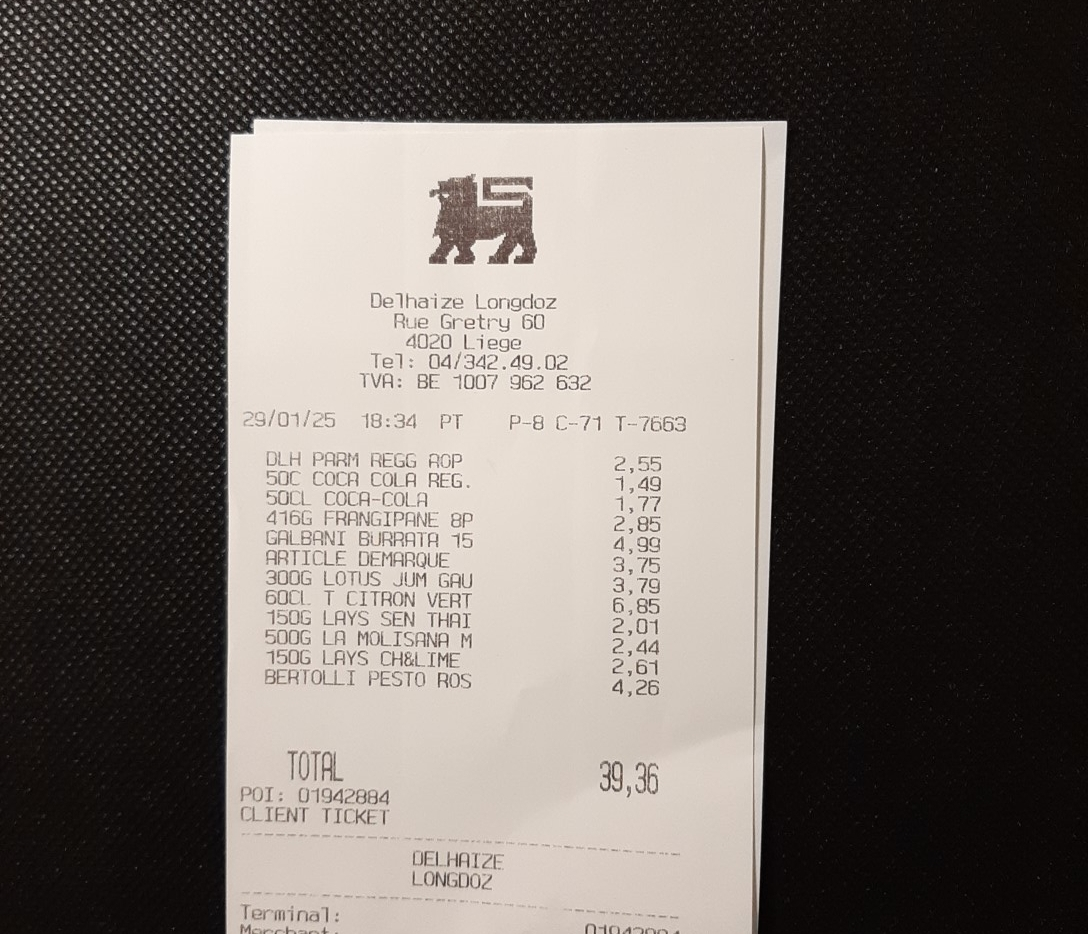 Delhaize Longdoz
Rue Gretry 60
4020 Liege
Tel: 04/342.49.02
TVA: BE 1007 962 632
29/01/25 18:34 PT P-8 C-71 T-7663
DLH PARM REGG AOP 2,55
50C COCA COLA REG. 1,49
50CL COCA-COLA 1,77
416G FRANGIPANE 8P 2,85
GALBANI BURRATA 15 4,99
ARTICLE DEMARQUE 3,75
300G LOTUS JUM GAU 3,79
60CL T CITRON VERT 6,85
150G LAYS SEN THAI 2,01
500G LA MOLISANA M 2,44
150G LAYS CH&LIME 2,61
BERTOLLI PESTO ROS 4,26
TOTAL 39,36
POI: 01942884
CLIENT TICKET
DELHAIZE
LONGDOZ
Terminal: 01942884
Merchant: